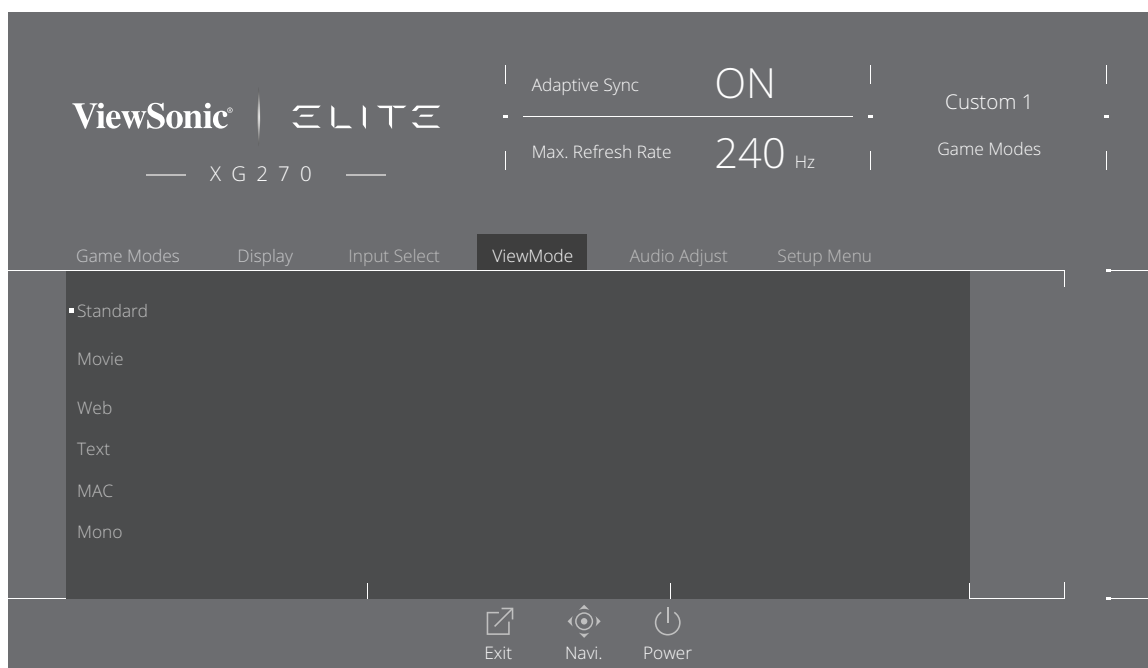 ViewSonic® ELITE
XG270
Adaptive Sync ON
Max. Refresh Rate 240 Hz
Custom 1
Game Modes
Game Modes Display Input Select ViewMode Audio Adjust Setup Menu
Standard
Movie
Web
Text
MAC
Mono
Exit Navi. Power